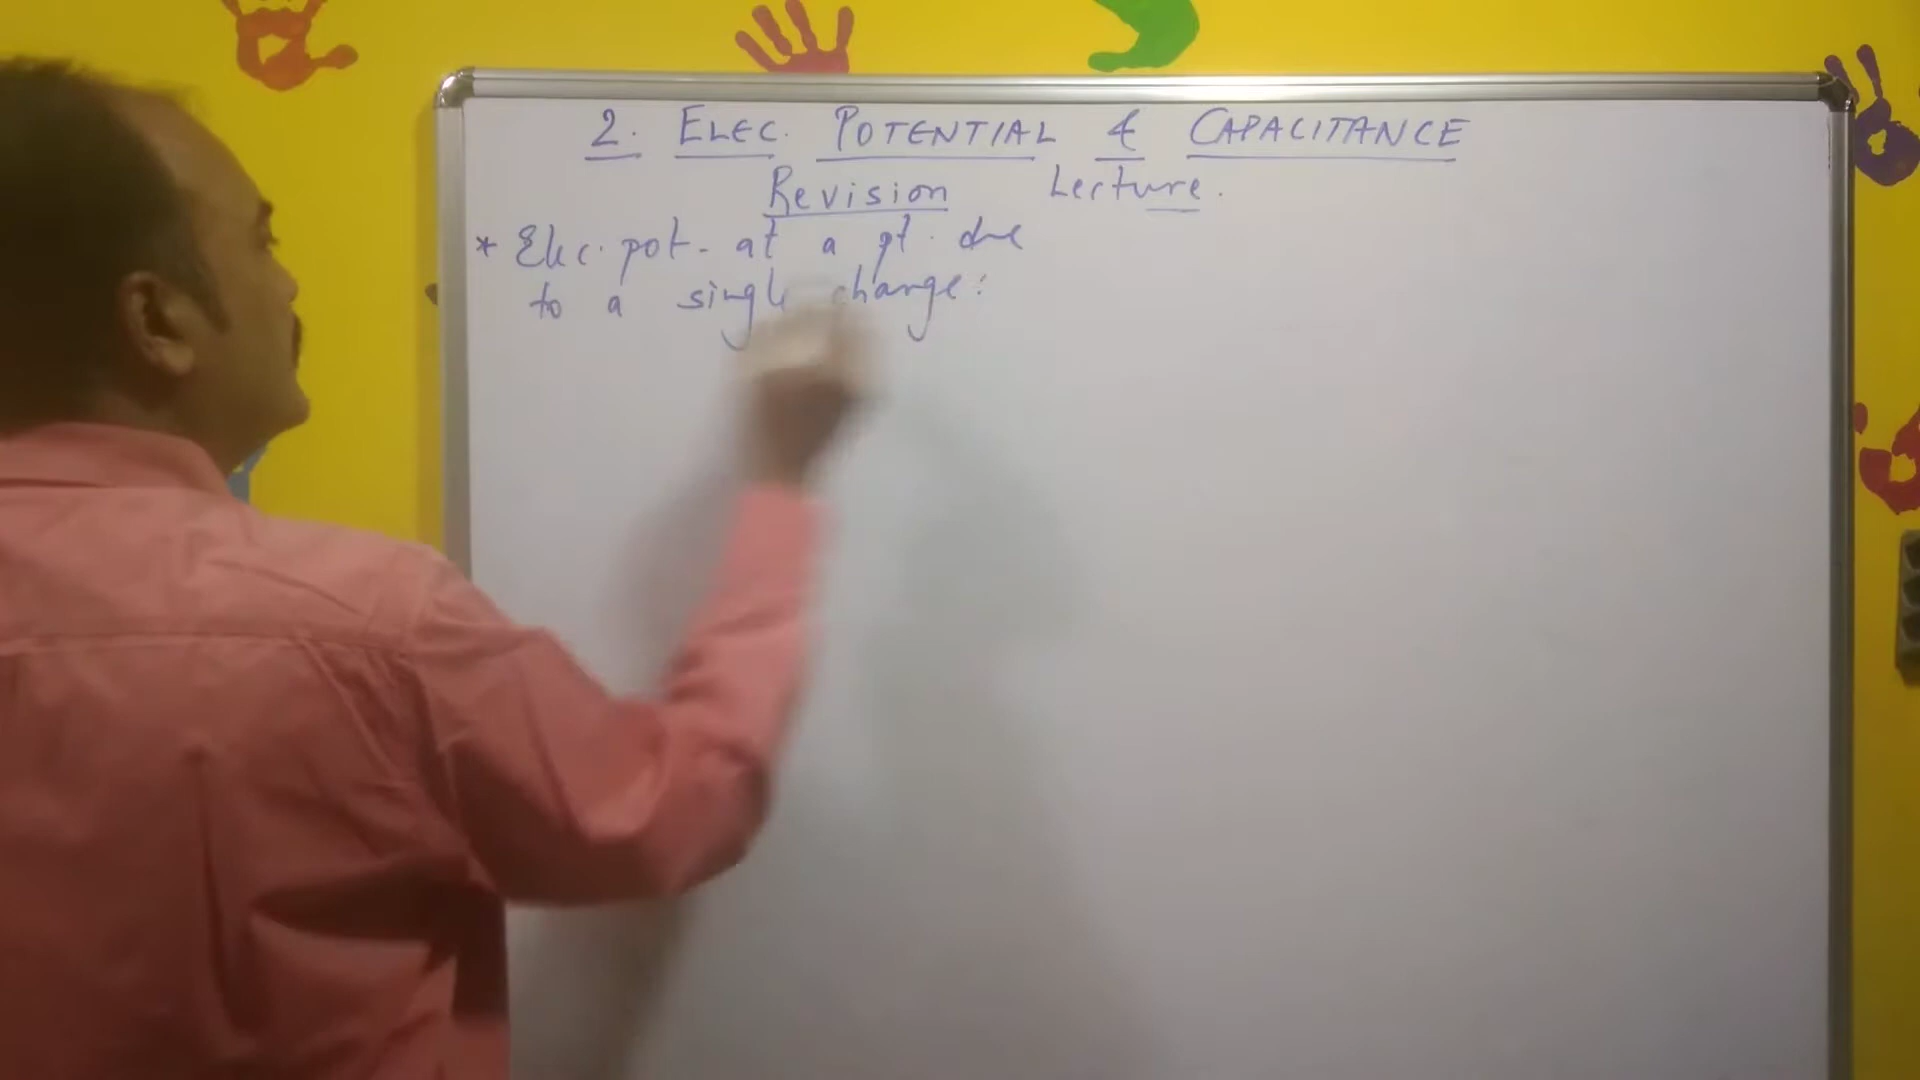 2. ELEC. POTENTIAL & CAPACITANCE
Revision Lecture.
* Elec. pot. at a pt. due
to a single charge: